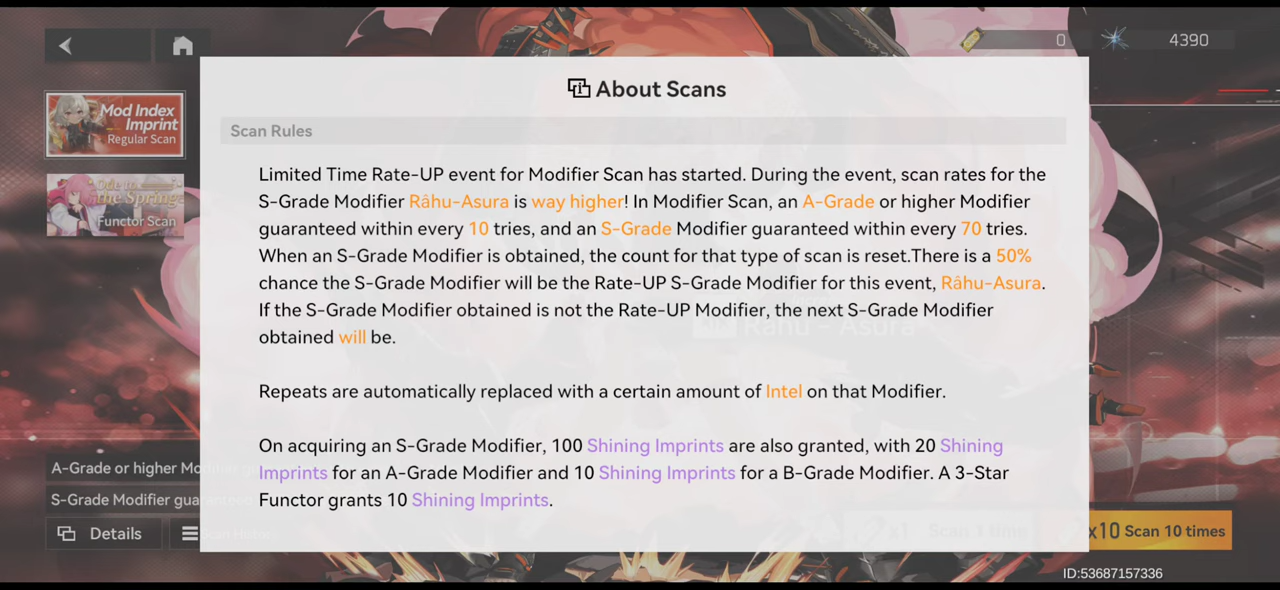 0
4390
About Scans
Mod Index
Imprint
Regular Scan
Scan Rules
Ode to
the Springs
Functor Scan
Limited Time Rate-UP event for Modifier Scan has started. During the event, scan rates for the
S-Grade Modifier Râhu-Asura is way higher! In Modifier Scan, an A-Grade or higher Modifier
guaranteed within every 10 tries, and an S-Grade Modifier guaranteed within every 70 tries.
When an S-Grade Modifier is obtained, the count for that type of scan is reset.There is a 50%
chance the S-Grade Modifier will be the Rate-UP S-Grade Modifier for this event, Râhu-Asura.
If the S-Grade Modifier obtained is not the Rate-UP Modifier, the next S-Grade Modifier
obtained will be.
Râhu - Asura
Repeats are automatically replaced with a certain amount of Intel on that Modifier.
On acquiring an S-Grade Modifier, 100 Shining Imprints are also granted, with 20 Shining
Imprints for an A-Grade Modifier and 10 Shining Imprints for a B-Grade Modifier. A 3-Star
Functor grants 10 Shining Imprints.
A-Grade or higher
S-Grade Modifier
Details
x1 Scan 1 time
x10 Scan 10 times
ID:53687157336